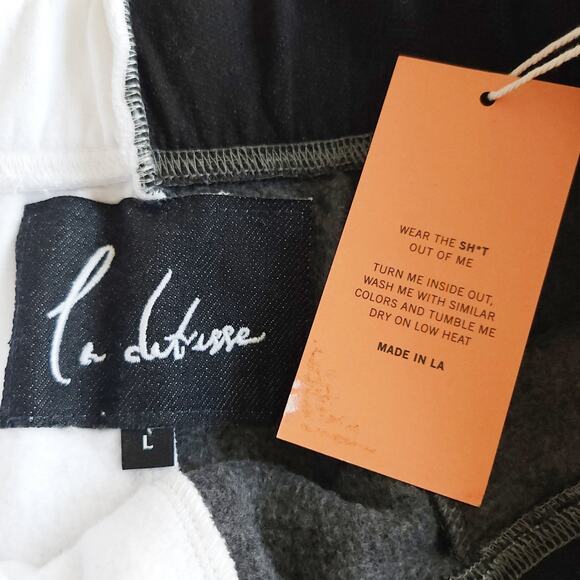 la detresse
L
WEAR THE SH*T
OUT OF ME
TURN ME INSIDE OUT,
WASH ME WITH SIMILAR
COLORS AND TUMBLE ME
DRY ON LOW HEAT
MADE IN LA